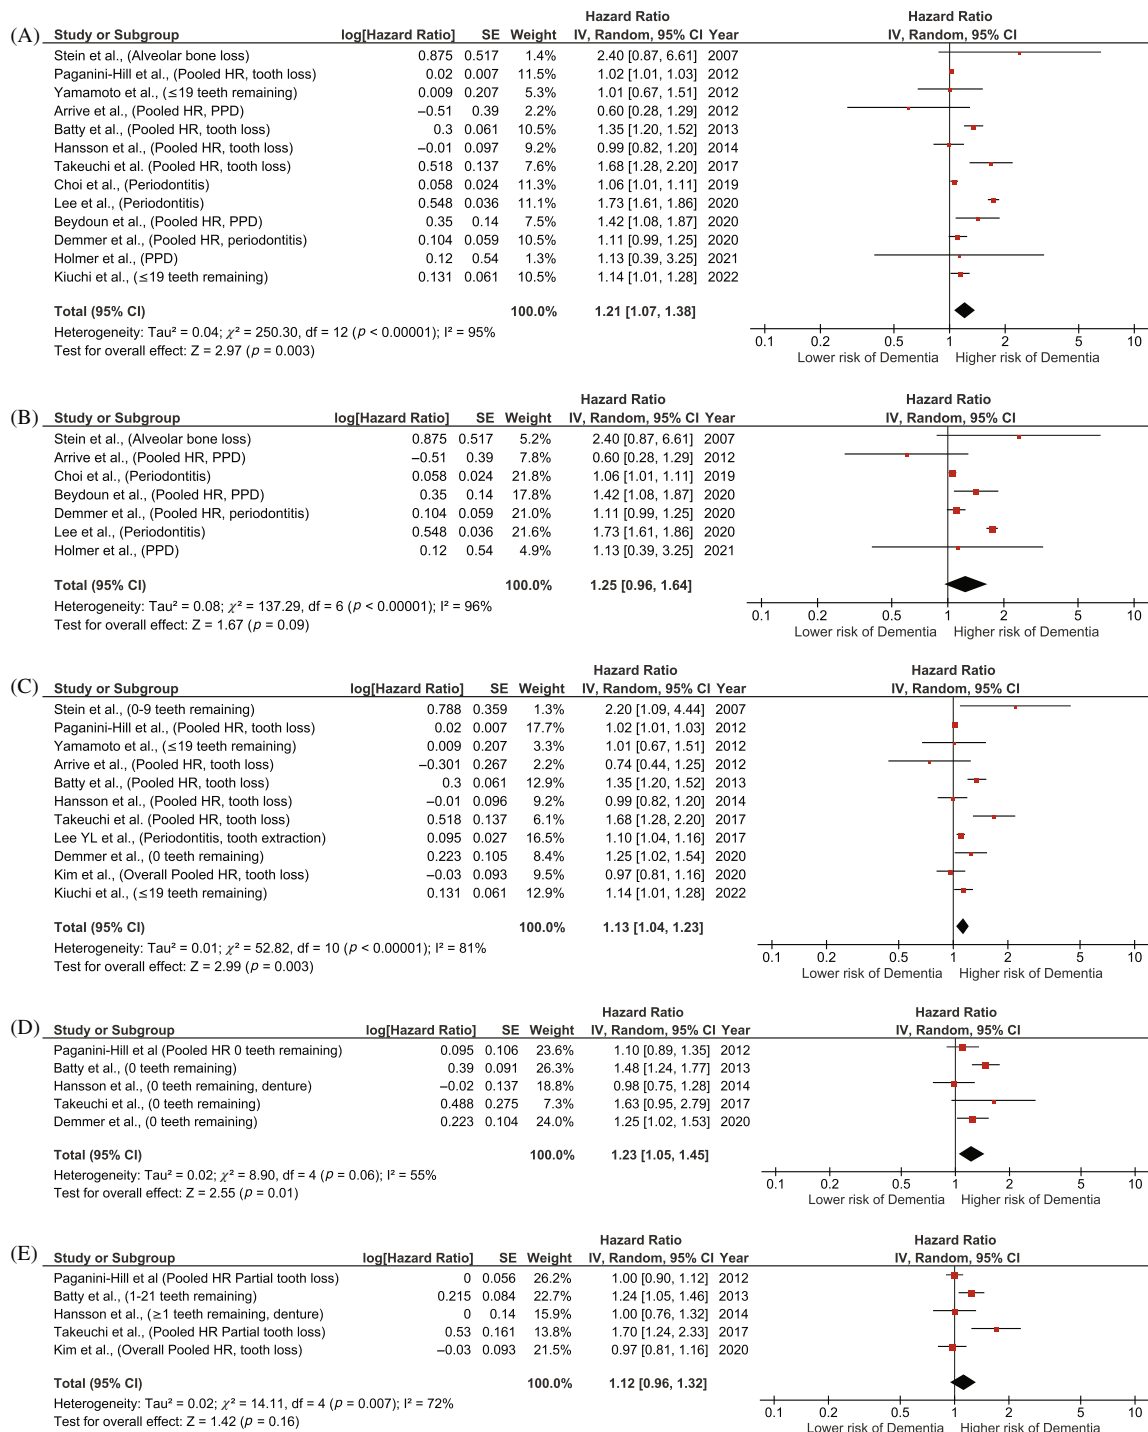 (A)
Hazard Ratio Hazard Ratio
Study or Subgroup log[Hazard Ratio] SE Weight IV, Random, 95% CI Year IV, Random, 95% CI
Stein et al., (Alveolar bone loss) 0.875 0.517 1.4% 2.40 [0.87, 6.61] 2007
Paganini-Hill et al., (Pooled HR, tooth loss) 0.02 0.007 11.5% 1.02 [1.01, 1.03] 2012
Yamamoto et al., (≤19 teeth remaining) 0.009 0.207 5.3% 1.01 [0.67, 1.51] 2012
Arrive et al., (Pooled HR, PPD) −0.51 0.39 2.2% 0.60 [0.28, 1.29] 2012
Batty et al., (Pooled HR, tooth loss) 0.3 0.061 10.5% 1.35 [1.20, 1.52] 2013
Hansson et al., (Pooled HR, tooth loss) −0.01 0.097 9.2% 0.99 [0.82, 1.20] 2014
Takeuchi et al. (Pooled HR, tooth loss) 0.518 0.137 7.6% 1.68 [1.28, 2.20] 2017
Choi et al., (Periodontitis) 0.058 0.024 11.3% 1.06 [1.01, 1.11] 2019
Lee et al., (Periodontitis) 0.548 0.036 11.1% 1.73 [1.61, 1.86] 2020
Beydoun et al., (Pooled HR, PPD) 0.35 0.14 7.5% 1.42 [1.08, 1.87] 2020
Demmer et al., (Pooled HR, periodontitis) 0.104 0.059 10.5% 1.11 [0.99, 1.25] 2020
Holmer et al., (PPD) 0.12 0.54 1.3% 1.13 [0.39, 3.25] 2021
Kiuchi et al., (≤19 teeth remaining) 0.131 0.061 10.5% 1.14 [1.01, 1.28] 2022
Total (95% CI) 100.0% 1.21 [1.07, 1.38]
Heterogeneity: Tau² = 0.04; χ² = 250.30, df = 12 (p < 0.00001); I² = 95%
Test for overall effect: Z = 2.97 (p = 0.003)
0.1 0.2 0.5 1 2 5 10
Lower risk of Dementia Higher risk of Dementia
(B)
Hazard Ratio Hazard Ratio
Study or Subgroup log[Hazard Ratio] SE Weight IV, Random, 95% CI Year IV, Random, 95% CI
Stein et al., (Alveolar bone loss) 0.875 0.517 5.2% 2.40 [0.87, 6.61] 2007
Arrive et al., (Pooled HR, PPD) −0.51 0.39 7.8% 0.60 [0.28, 1.29] 2012
Choi et al., (Periodontitis) 0.058 0.024 21.8% 1.06 [1.01, 1.11] 2019
Beydoun et al., (Pooled HR, PPD) 0.35 0.14 17.8% 1.42 [1.08, 1.87] 2020
Demmer et al., (Pooled HR, periodontitis) 0.104 0.059 21.0% 1.11 [0.99, 1.25] 2020
Lee et al., (Periodontitis) 0.548 0.036 21.6% 1.73 [1.61, 1.86] 2020
Holmer et al., (PPD) 0.12 0.54 4.9% 1.13 [0.39, 3.25] 2021
Total (95% CI) 100.0% 1.25 [0.96, 1.64]
Heterogeneity: Tau² = 0.08; χ² = 137.29, df = 6 (p < 0.00001); I² = 96%
Test for overall effect: Z = 1.67 (p = 0.09)
0.1 0.2 0.5 1 2 5 10
Lower risk of Dementia Higher risk of Dementia
(C)
Hazard Ratio Hazard Ratio
Study or Subgroup log[Hazard Ratio] SE Weight IV, Random, 95% CI Year IV, Random, 95% CI
Stein et al., (0-9 teeth remaining) 0.788 0.359 1.3% 2.20 [1.09, 4.44] 2007
Paganini-Hill et al., (Pooled HR, tooth loss) 0.02 0.007 17.7% 1.02 [1.01, 1.03] 2012
Yamamoto et al., (≤19 teeth remaining) 0.009 0.207 3.3% 1.01 [0.67, 1.51] 2012
Arrive et al., (Pooled HR, tooth loss) −0.301 0.267 2.2% 0.74 [0.44, 1.25] 2012
Batty et al., (Pooled HR, tooth loss) 0.3 0.061 12.9% 1.35 [1.20, 1.52] 2013
Hansson et al., (Pooled HR, tooth loss) −0.01 0.096 9.2% 0.99 [0.82, 1.20] 2014
Takeuchi et al. (Pooled HR, tooth loss) 0.518 0.137 6.1% 1.68 [1.28, 2.20] 2017
Lee YL et al., (Periodontitis, tooth extraction) 0.095 0.027 16.5% 1.10 [1.04, 1.16] 2017
Demmer et al., (0 teeth remaining) 0.223 0.105 8.4% 1.25 [1.02, 1.54] 2020
Kim et al., (Overall Pooled HR, tooth loss) −0.03 0.093 9.5% 0.97 [0.81, 1.16] 2020
Kiuchi et al., (≤19 teeth remaining) 0.131 0.061 12.9% 1.14 [1.01, 1.28] 2022
Total (95% CI) 100.0% 1.13 [1.04, 1.23]
Heterogeneity: Tau² = 0.01; χ² = 52.82, df = 10 (p < 0.00001); I² = 81%
Test for overall effect: Z = 2.99 (p = 0.003)
0.1 0.2 0.5 1 2 5 10
Lower risk of Dementia Higher risk of Dementia
(D)
Hazard Ratio Hazard Ratio
Study or Subgroup log[Hazard Ratio] SE Weight IV, Random, 95% CI Year IV, Random, 95% CI
Paganini-Hill et al (Pooled HR 0 teeth remaining) 0.095 0.106 23.6% 1.10 [0.89, 1.35] 2012
Batty et al., (0 teeth remaining) 0.39 0.091 26.3% 1.48 [1.24, 1.77] 2013
Hansson et al., (0 teeth remaining, denture) −0.02 0.137 18.8% 0.98 [0.75, 1.28] 2014
Takeuchi et al., (0 teeth remaining) 0.488 0.275 7.3% 1.63 [0.95, 2.79] 2017
Demmer et al., (0 teeth remaining) 0.223 0.104 24.0% 1.25 [1.02, 1.53] 2020
Total (95% CI) 100.0% 1.23 [1.05, 1.45]
Heterogeneity: Tau² = 0.02; χ² = 8.90, df = 4 (p = 0.06); I² = 55%
Test for overall effect: Z = 2.55 (p = 0.01)
0.1 0.2 0.5 1 2 5 10
Lower risk of Dementia Higher risk of Dementia
(E)
Hazard Ratio Hazard Ratio
Study or Subgroup log[Hazard Ratio] SE Weight IV, Random, 95% CI Year IV, Random, 95% CI
Paganini-Hill et al (Pooled HR Partial tooth loss) 0 0.056 26.2% 1.00 [0.90, 1.12] 2012
Batty et al., (1-21 teeth remaining) 0.215 0.084 22.7% 1.24 [1.05, 1.46] 2013
Hansson et al., (≥1 teeth remaining, denture) 0 0.14 15.9% 1.00 [0.76, 1.32] 2014
Takeuchi et al., (Pooled HR Partial tooth loss) 0.53 0.161 13.8% 1.70 [1.24, 2.33] 2017
Kim et al., (Overall Pooled HR, tooth loss) −0.03 0.093 21.5% 0.97 [0.81, 1.16] 2020
Total (95% CI) 100.0% 1.12 [0.96, 1.32]
Heterogeneity: Tau² = 0.02; χ² = 14.11, df = 4 (p = 0.007); I² = 72%
Test for overall effect: Z = 1.42 (p = 0.16)
0.1 0.2 0.5 1 2 5 10
Lower risk of Dementia Higher risk of Dementia